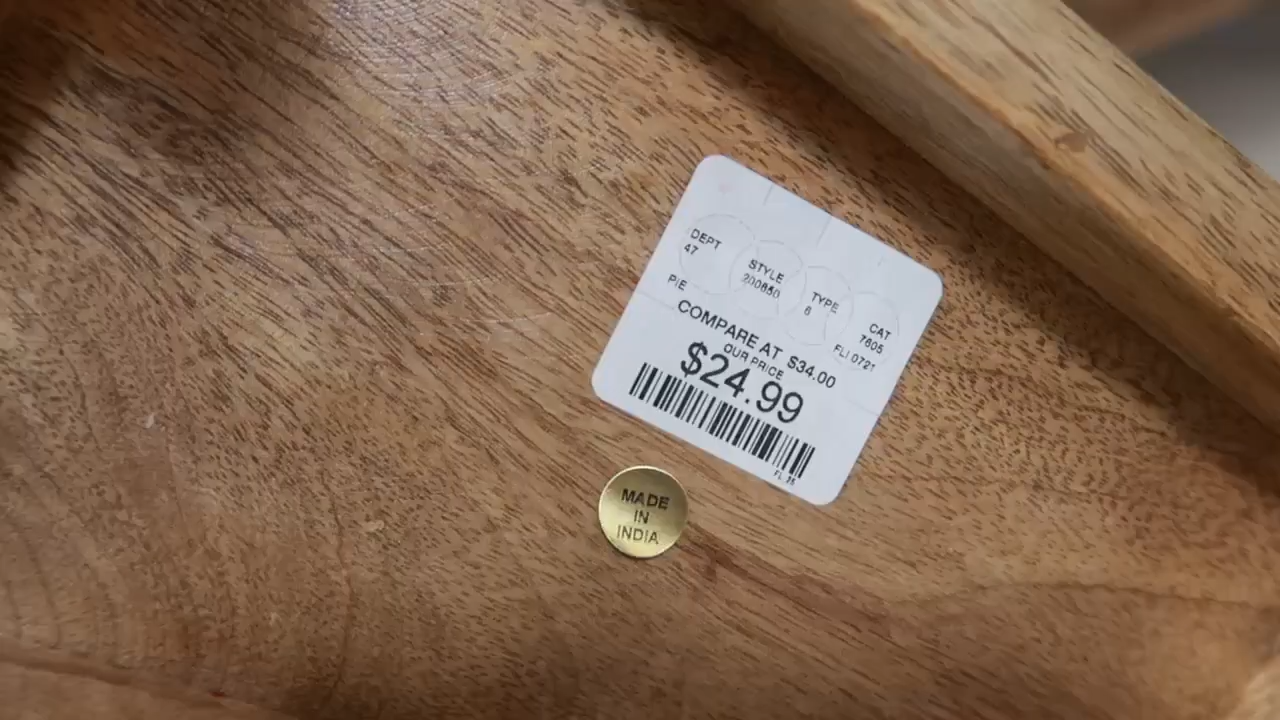 DEPT
47
STYLE
200850
TYPE
6
CAT
7605
P/E
FLI 0721
COMPARE AT $34.00
OUR PRICE
$24.99
FL 25
MADE
IN
INDIA